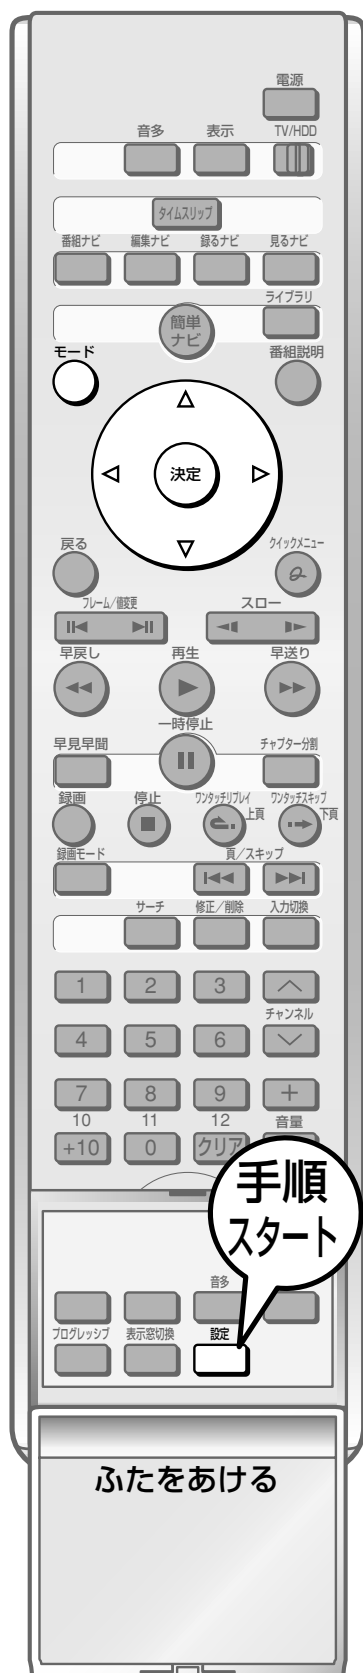 電源
音多 表示 TV/HDD
タイムスリップ
番組ナビ 編集ナビ 録るナビ 見るナビ
ライブラリ
簡単
ナビ
モード 番組説明
決定
戻る クイックメニュー
フレーム/値変更 スロー
早戻し 再生 早送り
一時停止
早見早聞 チャプター分割
録画 停止 ワンタッチリプレイ ワンタッチスキップ
上頁 下頁
録画モード 頁/スキップ
サーチ 修正/削除 入力切換
1 2 3
チャンネル
4 5 6
7 8 9 +
10 11 12 音量
+10 0 クリア
手順
スタート
音多
プログレッシブ 表示窓切換 設定
ふたをあける